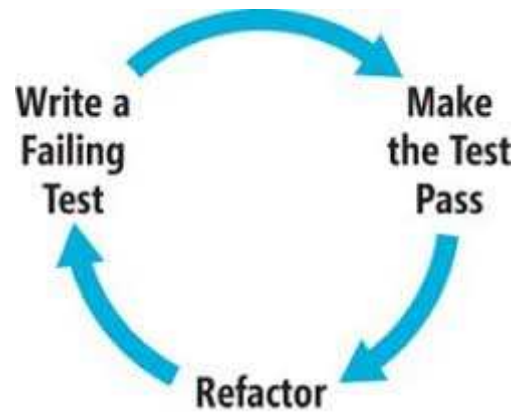 Write a
Failing
Test
Make
the Test
Pass
Refactor